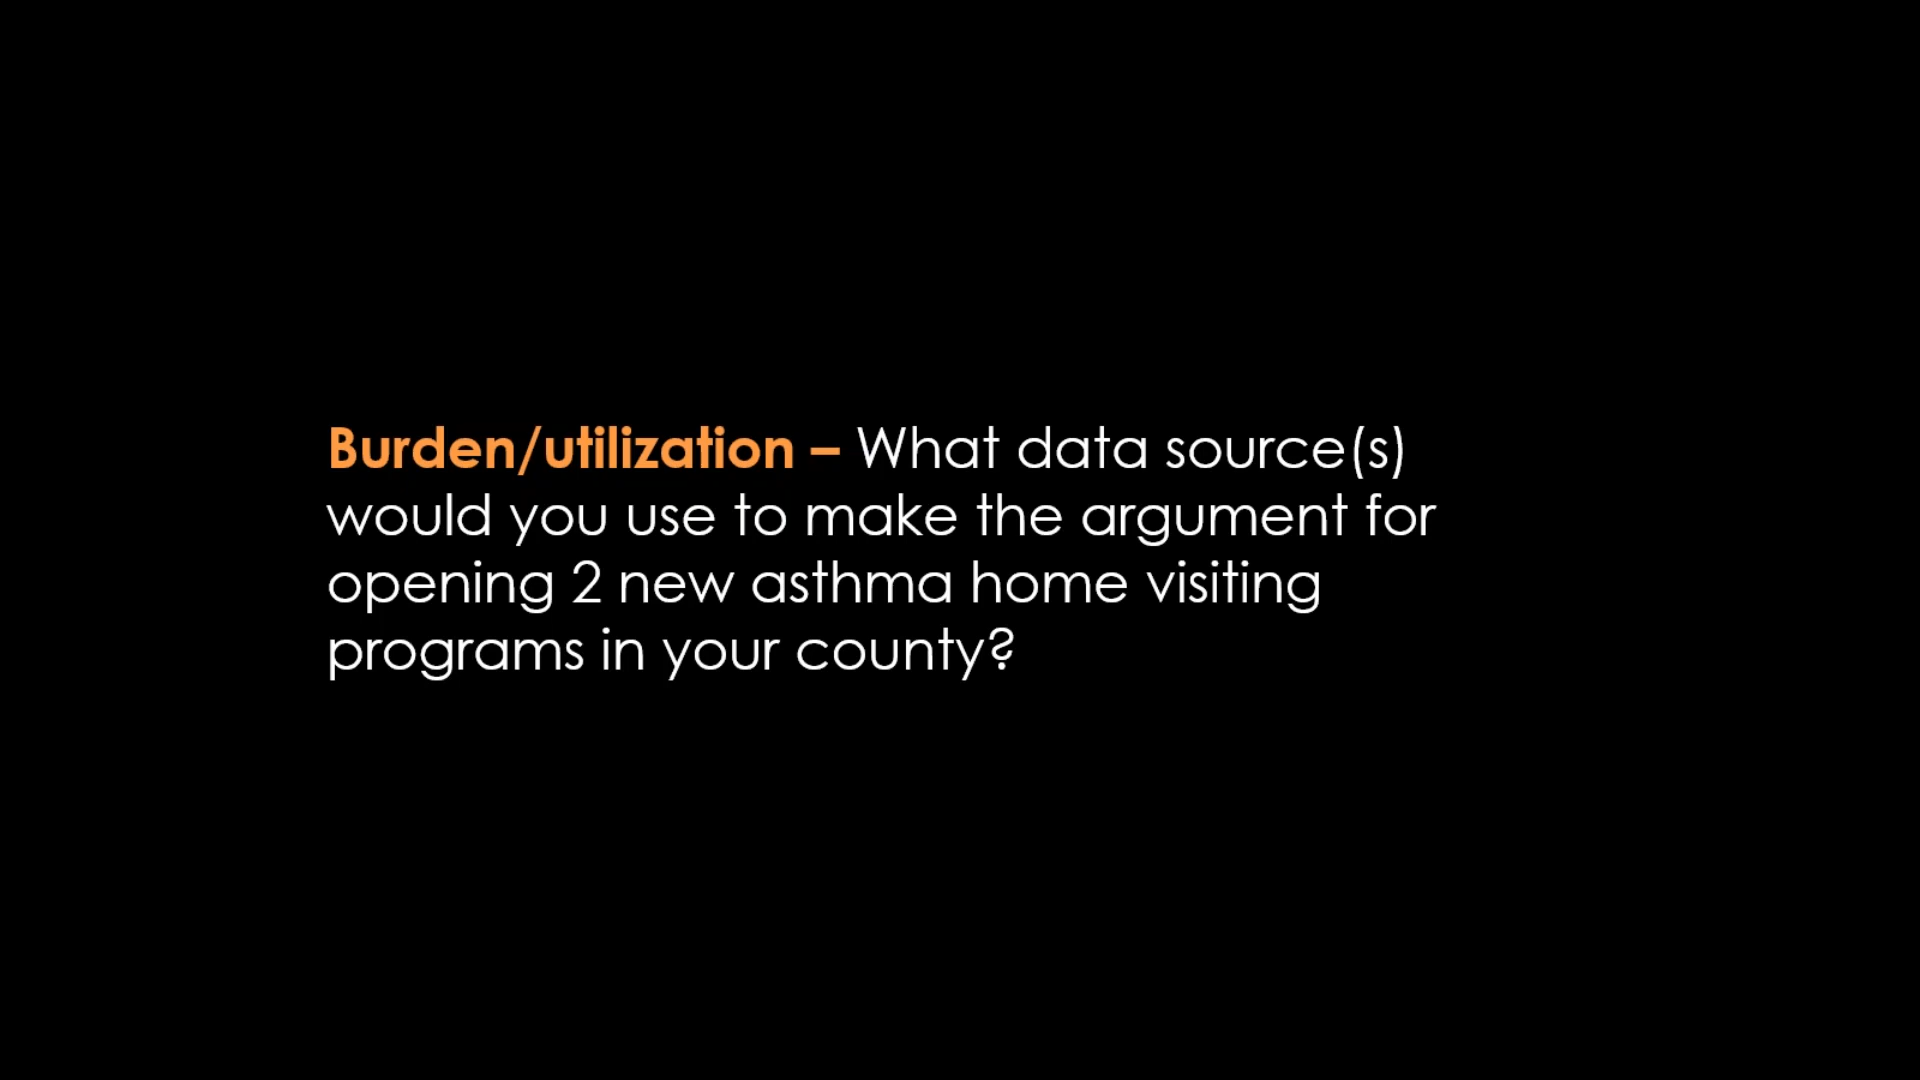 Burden/utilization – What data source(s)
would you use to make the argument for
opening 2 new asthma home visiting
programs in your county?